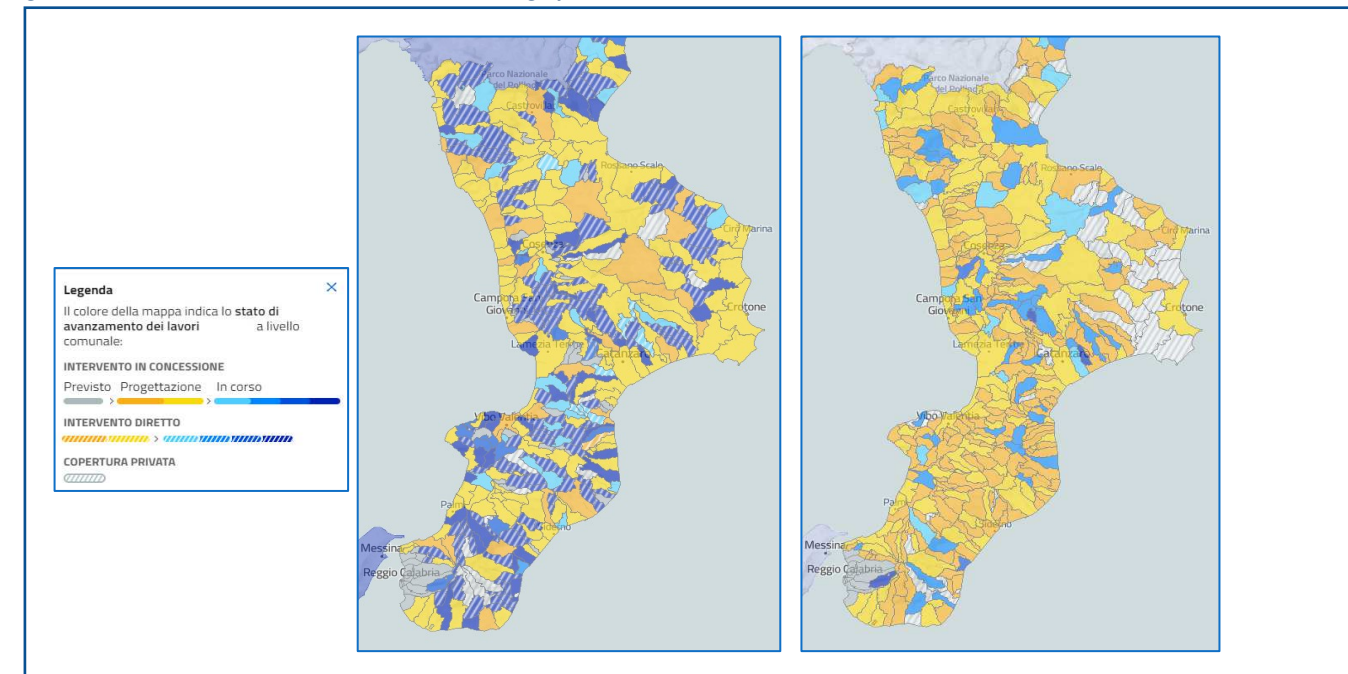 Legenda
Il colore della mappa indica lo stato di
avanzamento dei lavori a livello
comunale:
INTERVENTO IN CONCESSIONE
Previsto Progettazione In corso
INTERVENTO DIRETTO
COPERTURA PRIVATA
Parco Nazionale
del Pollino
Castrovillari
Rossano Scalo
Cirò Marina
Cosenza
Campora San
Giovanni
Crotone
Lamezia Terme
Catanzaro
Vibo Valentia
Palmi
Siderno
Messina
Reggio Calabria
Parco Nazionale
del Pollino
Castrovillari
Rossano Scalo
Cirò Marina
Cosenza
Campora San
Giovanni
Crotone
Lamezia Terme
Catanzaro
Vibo Valentia
Palmi
Siderno
Messina
Reggio Calabria